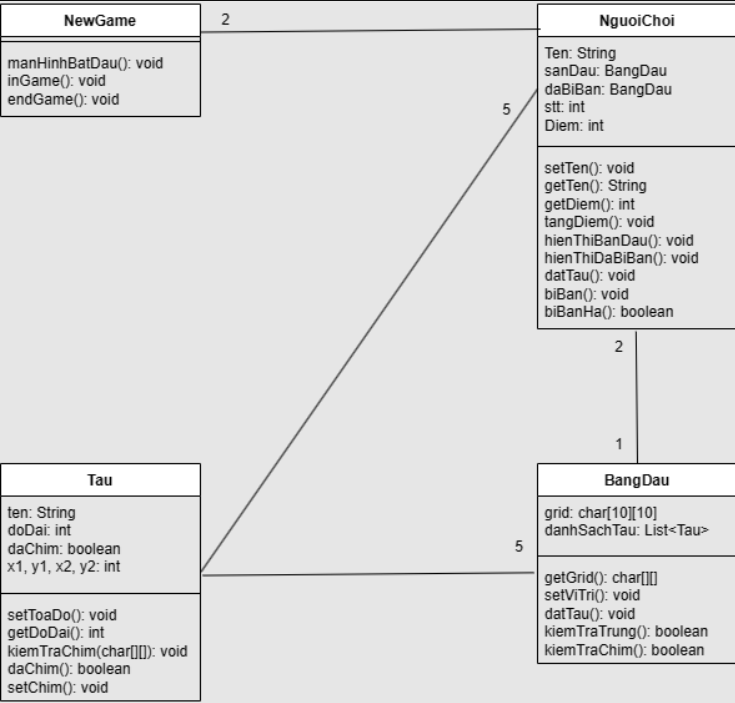 NewGame
manHinhBatDau(): void
inGame(): void
endGame(): void
2
NguoiChoi
Ten: String
sanDau: BangDau
daBiBan: BangDau
stt: int
Diem: int
setTen(): void
getTen(): String
getDiem(): int
tangDiem(): void
hienThiBanDau(): void
hienThiDaBiBan(): void
datTau(): void
biBan(): void
biBanHa(): boolean
5
2
1
Tau
ten: String
doDai: int
daChim: boolean
x1, y1, x2, y2: int
setToaDo(): void
getDoDai(): int
kiemTraChim(char[][]): void
daChim(): boolean
setChim(): void
5
BangDau
grid: char[10][10]
danhSachTau: List<Tau>
getGrid(): char[][]
setViTri(): void
datTau(): void
kiemTraTrung(): boolean
kiemTraChim(): boolean